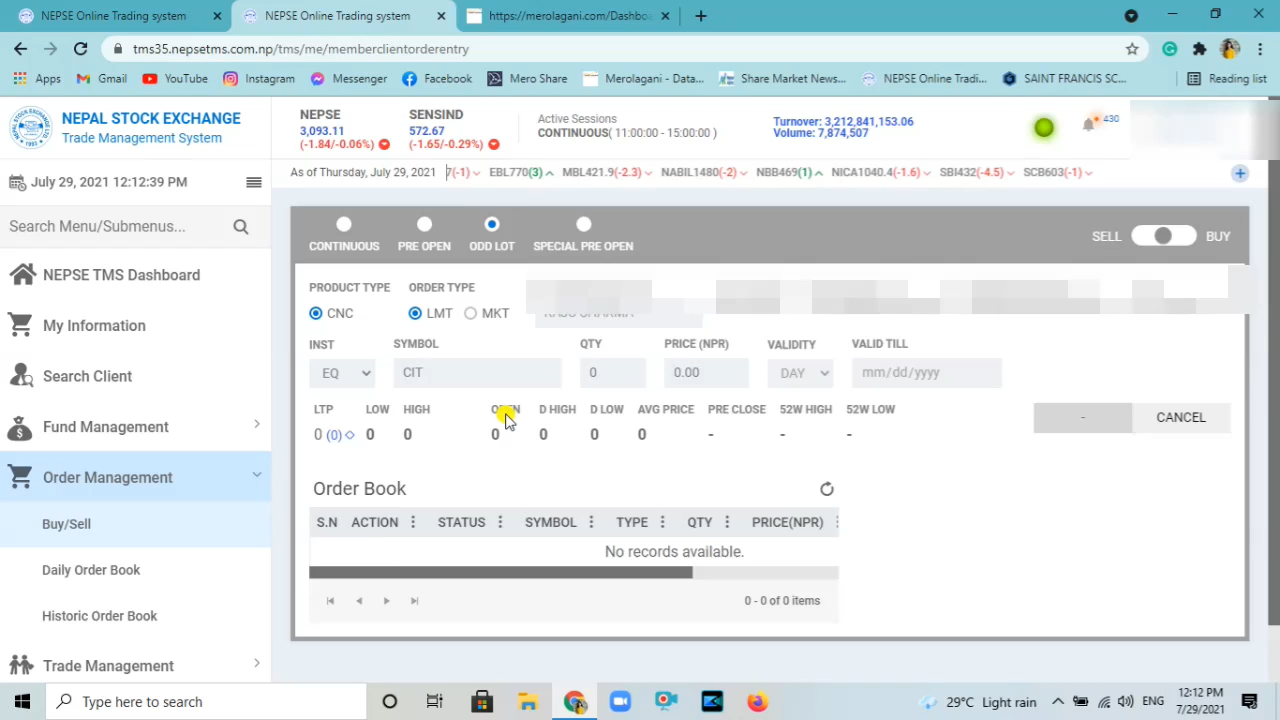 NEPSE Online Trading system
NEPSE Online Trading system
https://merolagani.com/Dashbo
tms35.nepsetms.com.np/tms/me/memberclientorderentry
Apps Gmail YouTube Instagram Messenger Facebook Mero Share Merolagani - Data... Share Market News... NEPSE Online Tradi... SAINT FRANCIS SC... Reading list
NEPAL STOCK EXCHANGE
Trade Management System
NEPSE
3,093.11
(-1.84/-0.06%)
SENSIND
572.67
(-1.65/-0.29%)
Active Sessions
CONTINUOUS( 11:00:00 - 15:00:00 )
Turnover: 3,212,841,153.06
Volume: 7,874,507
430
July 29, 2021 12:12:39 PM
As of Thursday, July 29, 2021 7(-1) EBL770(3) MBL421.9(-2.3) NABIL1480(-2) NBB469(1) NICA1040.4(-1.6) SBI432(-4.5) SCB603(-1)
Search Menu/Submenus...
NEPSE TMS Dashboard
My Information
Search Client
Fund Management
Order Management
Buy/Sell
Daily Order Book
Historic Order Book
Trade Management
CONTINUOUS PRE OPEN ODD LOT SPECIAL PRE OPEN
SELL BUY
PRODUCT TYPE ORDER TYPE
CNC LMT MKT
INST SYMBOL QTY PRICE (NPR) VALIDITY VALID TILL
EQ CIT 0 0.00 DAY mm/dd/yyyy
LTP LOW HIGH OPEN D HIGH D LOW AVG PRICE PRE CLOSE 52W HIGH 52W LOW
0 (0) 0 0 0 0 0 0 - - -
- CANCEL
Order Book
S.N ACTION STATUS SYMBOL TYPE QTY PRICE(NPR)
No records available.
0 - 0 of 0 items
Type here to search
29°C Light rain
ENG
12:12 PM
7/29/2021